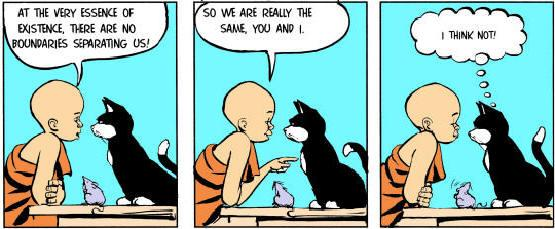 AT THE VERY ESSENCE OF
EXISTENCE, THERE ARE NO
BOUNDARIES SEPARATING US!
SO WE ARE REALLY THE
SAME, YOU AND I.
I THINK NOT!